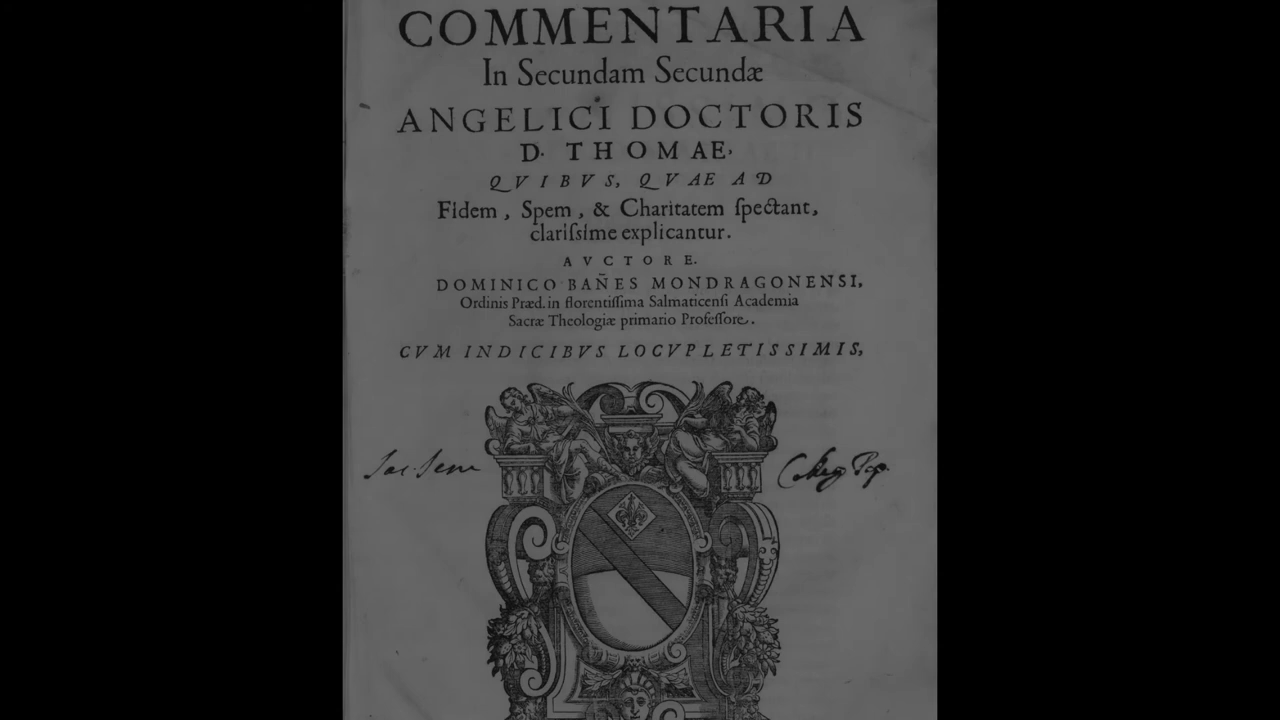 COMMENTARIA
In Secundam Secundæ
ANGELICI DOCTORIS
D. THOMAE,
QVIBVS, QVAE AD
Fidem, Spem, & Charitatem ſpectant,
clariſsime explicantur.
AVCTORE.
DOMINICO BAÑES MONDRAGONENSI,
Ordinis Præd. in florentiſſima Salmaticenſi Academia
Sacræ Theologiæ primario Profeſſore.
CVM INDICIBVS LOCVPLETISSIMIS,